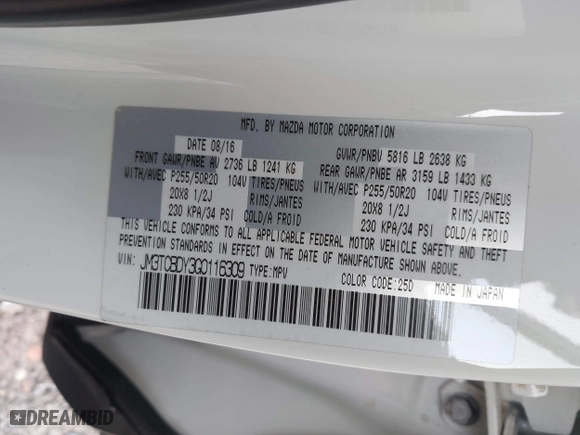 MFD. BY MAZDA MOTOR CORPORATION
DATE 08/16 GVWR/PNBV 5816 LB 2638 KG
FRONT GAWR/PNBE AV 2736 LB 1241 KG REAR GAWR/PNBE AR 3159 LB 1433 KG
WITH/AVEC P255/50R20 104V TIRES/PNEUS WITH/AVEC P255/50R20 104V TIRES/PNEUS
20X8 1/2J RIMS/JANTES 20X8 1/2J RIMS/JANTES
230 KPA/34 PSI COLD/A FROID 230 KPA/34 PSI COLD/A FROID
THIS VEHICLE CONFORMS TO ALL APPLICABLE FEDERAL MOTOR VEHICLE SAFETY AND THEFT
PREVENTION STANDARDS IN EFFECT ON THE DATE OF MANUFACTURE SHOWN ABOVE.
VIN: JM3TCBDY3G0116309 TYPE:MPV COLOR CODE:25D MADE IN JAPAN
DREAMBID